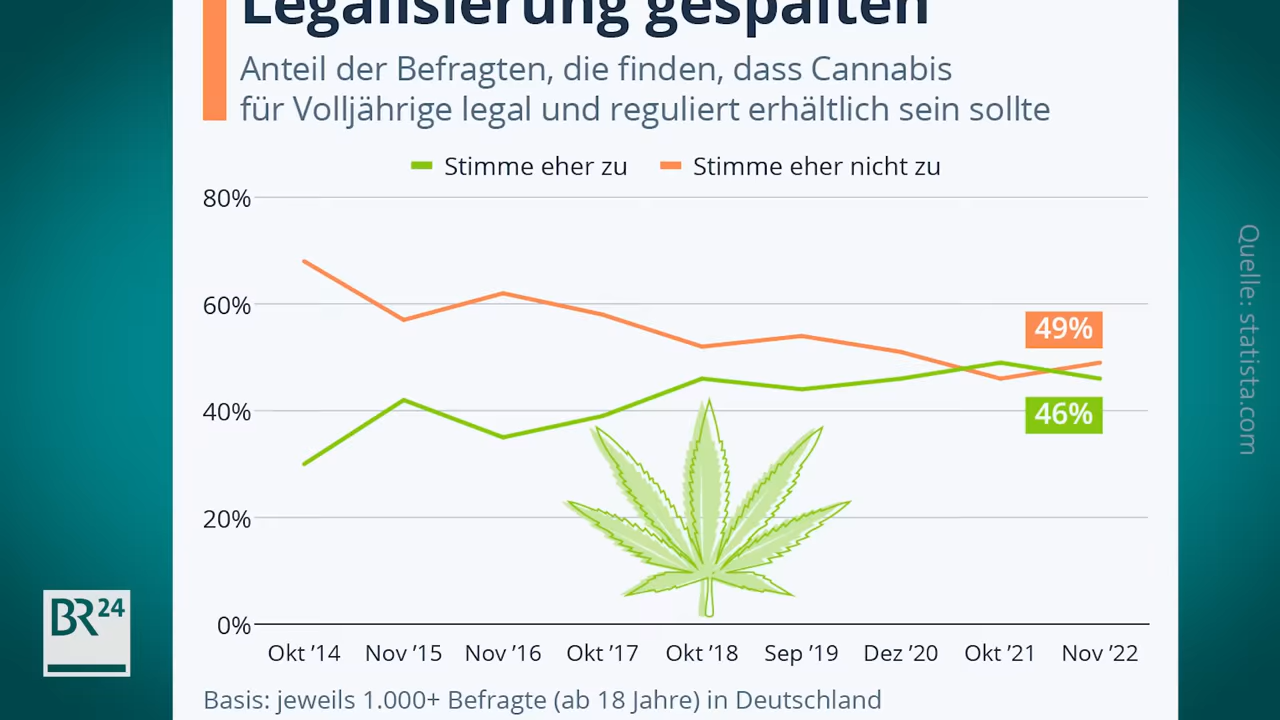 Legalisierung gespalten
Anteil der Befragten, die finden, dass Cannabis
für Volljährige legal und reguliert erhältlich sein sollte
Stimme eher zu Stimme eher nicht zu
80%
60%
49%
40%
46%
20%
0%
Okt ’14 Nov ’15 Nov ’16 Okt ’17 Okt ’18 Sep ’19 Dez ’20 Okt ’21 Nov ’22
Basis: jeweils 1.000+ Befragte (ab 18 Jahre) in Deutschland
Quelle: statista.com
BR24